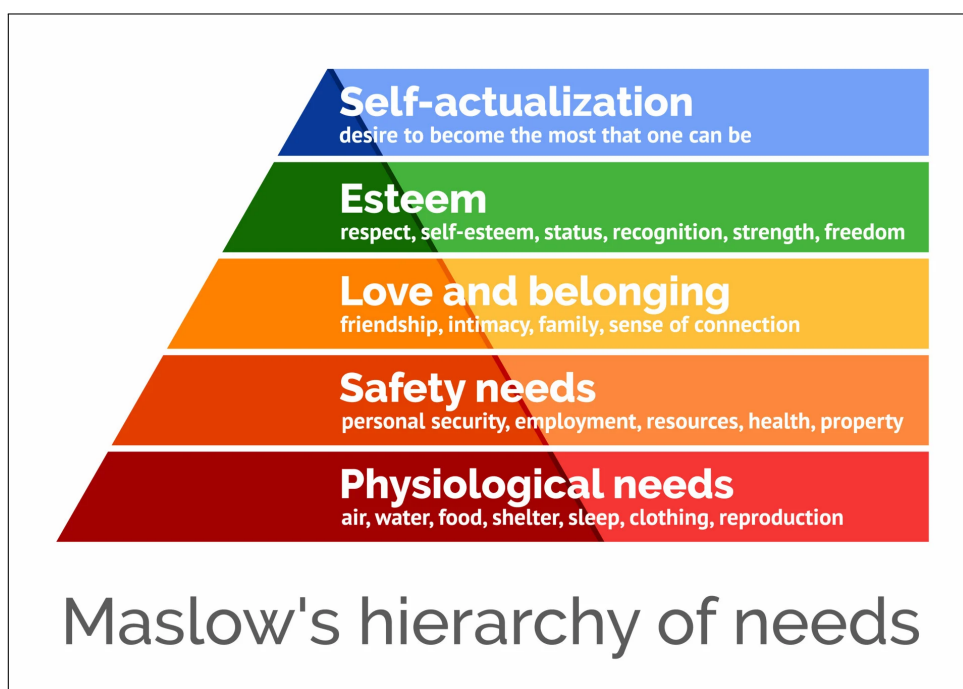 Self-actualization
desire to become the most that one can be
Esteem
respect, self-esteem, status, recognition, strength, freedom
Love and belonging
friendship, intimacy, family, sense of connection
Safety needs
personal security, employment, resources, health, property
Physiological needs
air, water, food, shelter, sleep, clothing, reproduction
Maslow's hierarchy of needs